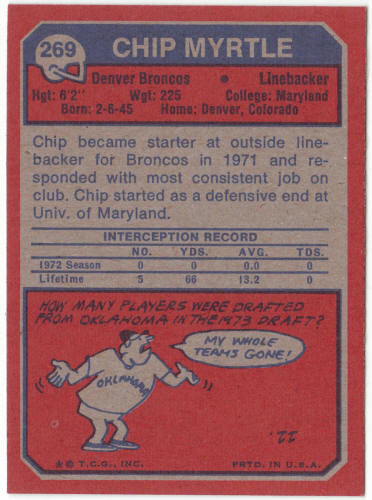 269
CHIP MYRTLE
Denver Broncos • Linebacker
Hgt: 6'2" Wgt: 225 College: Maryland
Born: 2-6-45 Home: Denver, Colorado
Chip became starter at outside line-
backer for Broncos in 1971 and re-
sponded with most consistent job on
club. Chip started as a defensive end at
Univ. of Maryland.
INTERCEPTION RECORD
NO. YDS. AVG. TDS.
1972 Season 0 0 0.0 0
Lifetime 5 66 13.2 0
HOW MANY PLAYERS WERE DRAFTED
FROM OKLAHOMA IN THE 1973 DRAFT?
MY WHOLE
TEAMS GONE!
OKLAHOMA
11.
* © T.C.G., INC. PRTD. IN U.S.A.